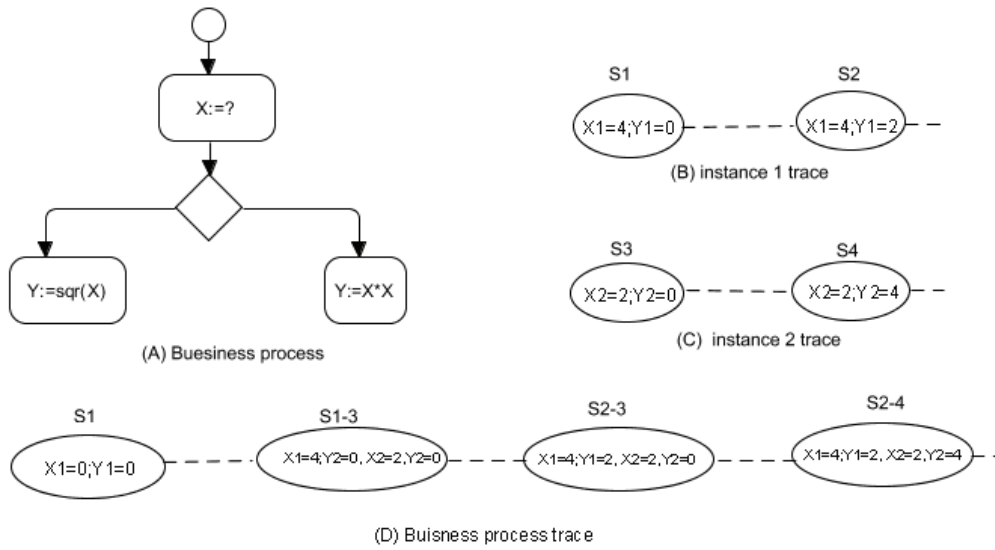 X:=?
Y:=sqr(X)
Y:=X*X
(A) Buesiness process
S1
S2
X1=4;Y1=0
X1=4;Y1=2
(B) instance 1 trace
S3
S4
X2=2;Y2=0
X2=2;Y2=4
(C) instance 2 trace
S1
S1-3
S2-3
S2-4
X1=0;Y1=0
X1=4;Y2=0, X2=2,Y2=0
X1=4;Y1=2, X2=2,Y2=0
X1=4;Y1=2, X2=2,Y2=4
(D) Buisness process trace